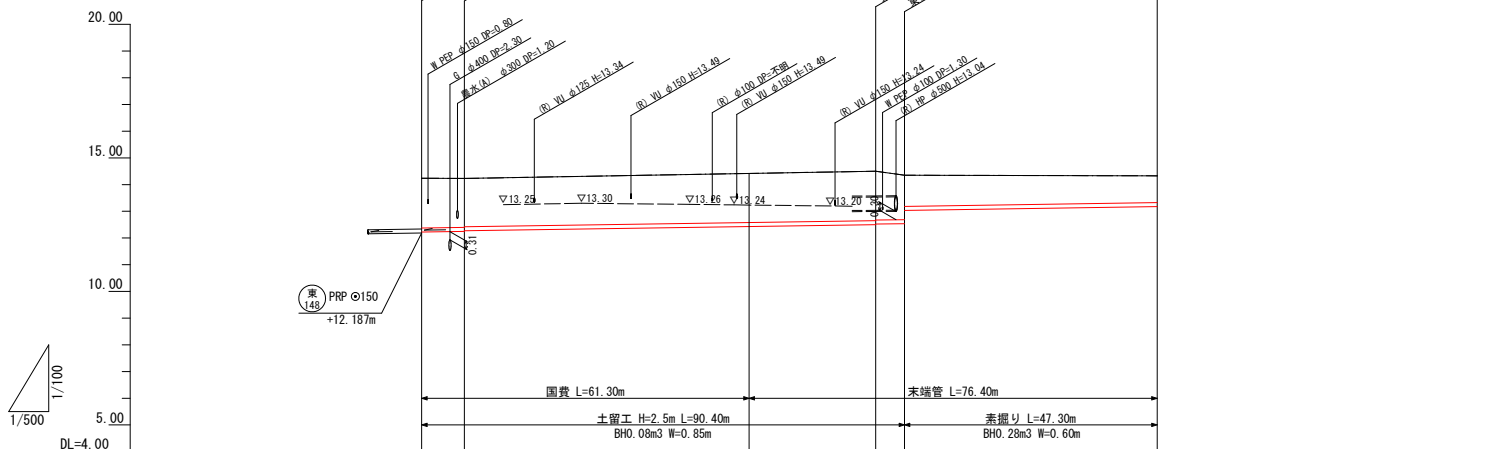 20.00
W PEP φ150 DP=0.80
G φ400 DP=2.30
農水(A) φ300 DP=1.20
(R) VU φ125 H=13.34
(R) VU φ150 H=13.49
(R) φ100 DP=不明
(R) VU φ150 H=13.49
(R) VU φ150 H=13.24
W PEP φ100 DP=1.30
(R) HP φ500 H=13.04
15.00
▽13.25
▽13.30
▽13.26
▽13.24
▽13.20
0.31
10.00
東
148
PRP ⊙150
+12.187m
1/100
1/500
国費 L=61.30m
末端管 L=76.40m
5.00
土留工 H=2.5m L=90.40m
素掘り L=47.30m
BH0.08m3 W=0.85m
BH0.28m3 W=0.60m
DL=4.00